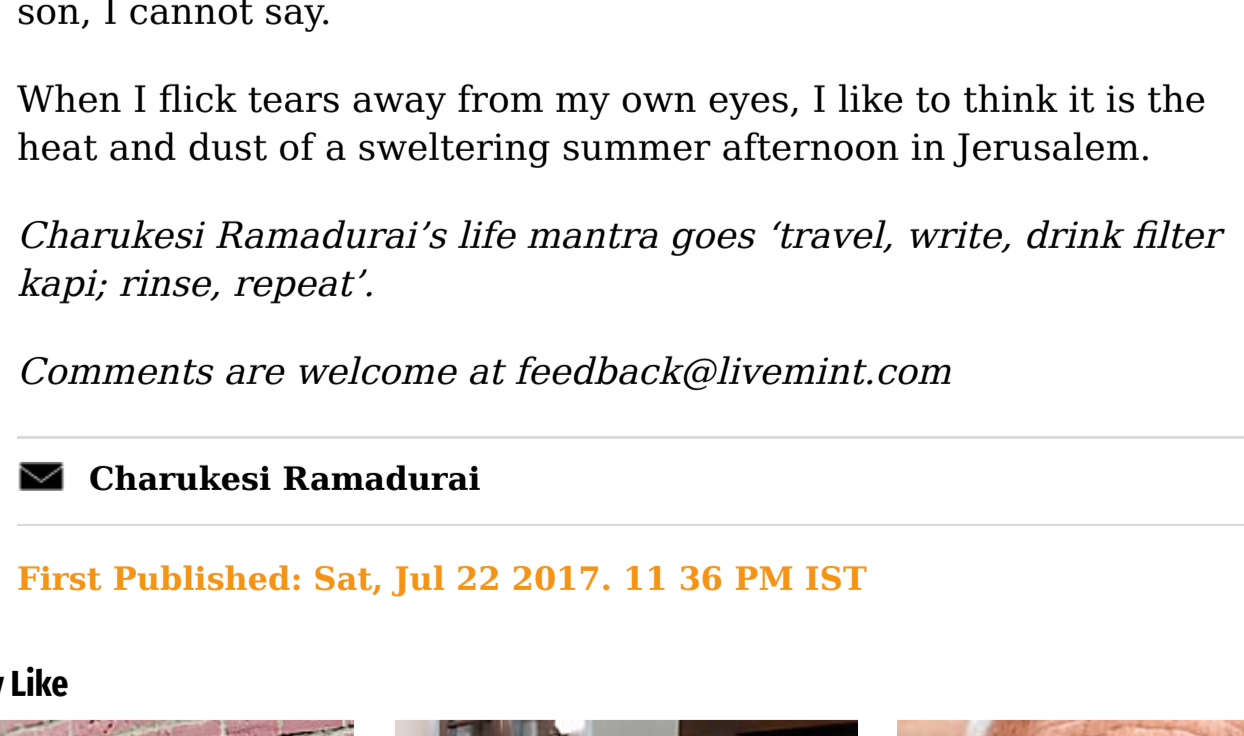 son, I cannot say.
When I flick tears away from my own eyes, I like to think it is the
heat and dust of a sweltering summer afternoon in Jerusalem.
Charukesi Ramadurai’s life mantra goes ‘travel, write, drink filter
kapi; rinse, repeat’.
Comments are welcome at feedback@livemint.com
Charukesi Ramadurai
First Published: Sat, Jul 22 2017. 11 36 PM IST
Like